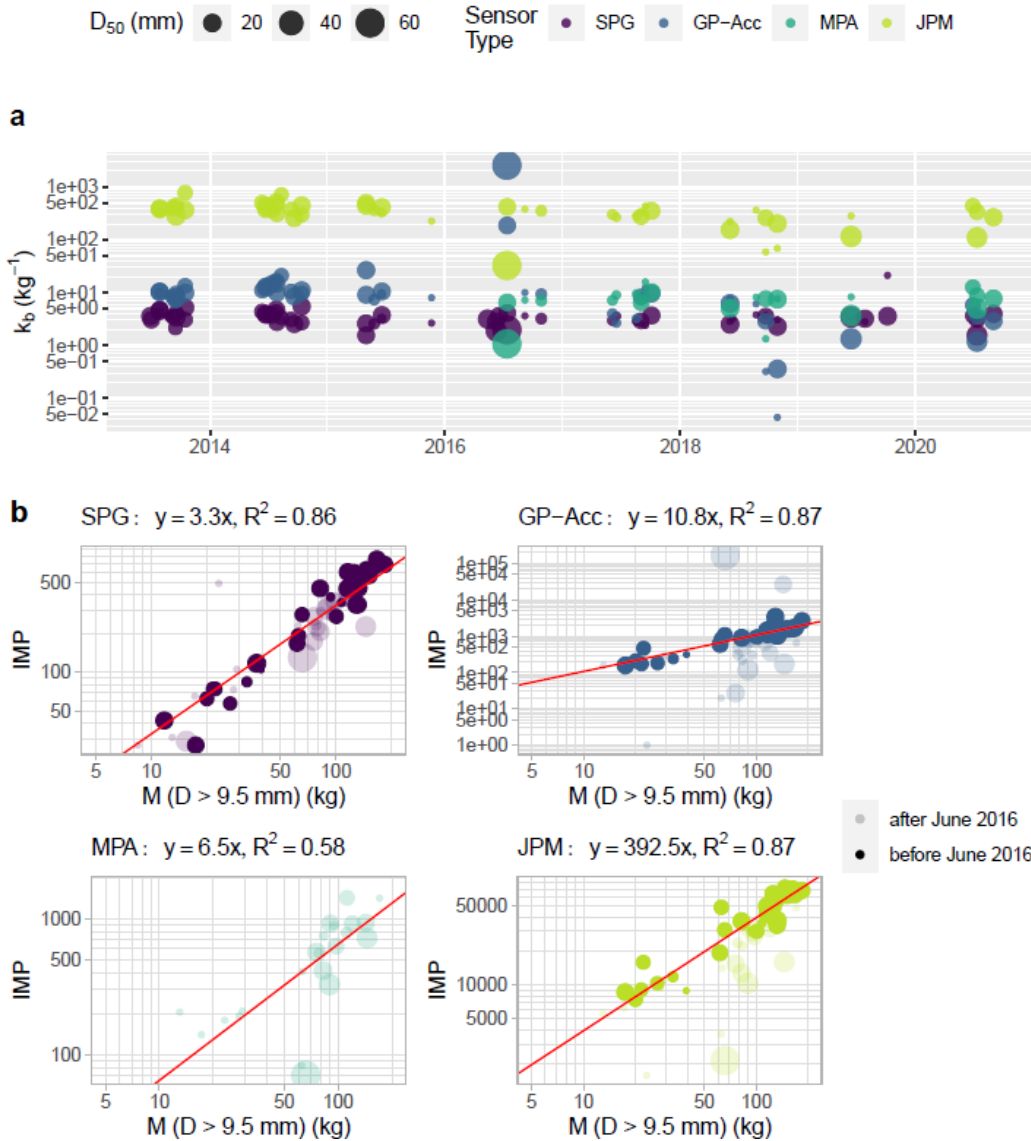 D50 (mm) 20 40 60 Sensor Type SPG GP−Acc MPA JPM
a
kb (kg−1)
1e+03
5e+02
1e+02
5e+01
1e+01
5e+00
1e+00
5e−01
1e−01
5e−02
2014 2016 2018 2020
b
SPG: y = 3.3x, R2 = 0.86
IMP
500
100
50
5 10 50 100
M (D > 9.5 mm) (kg)
GP−Acc: y = 10.8x, R2 = 0.87
IMP
1e+05
5e+04
1e+04
5e+03
1e+03
5e+02
1e+02
5e+01
1e+01
5e+00
1e+00
5 10 50 100
M (D > 9.5 mm) (kg)
MPA: y = 6.5x, R2 = 0.58
IMP
1000
500
100
5 10 50 100
M (D > 9.5 mm) (kg)
JPM: y = 392.5x, R2 = 0.87
IMP
50000
10000
5000
5 10 50 100
M (D > 9.5 mm) (kg)
after June 2016
before June 2016